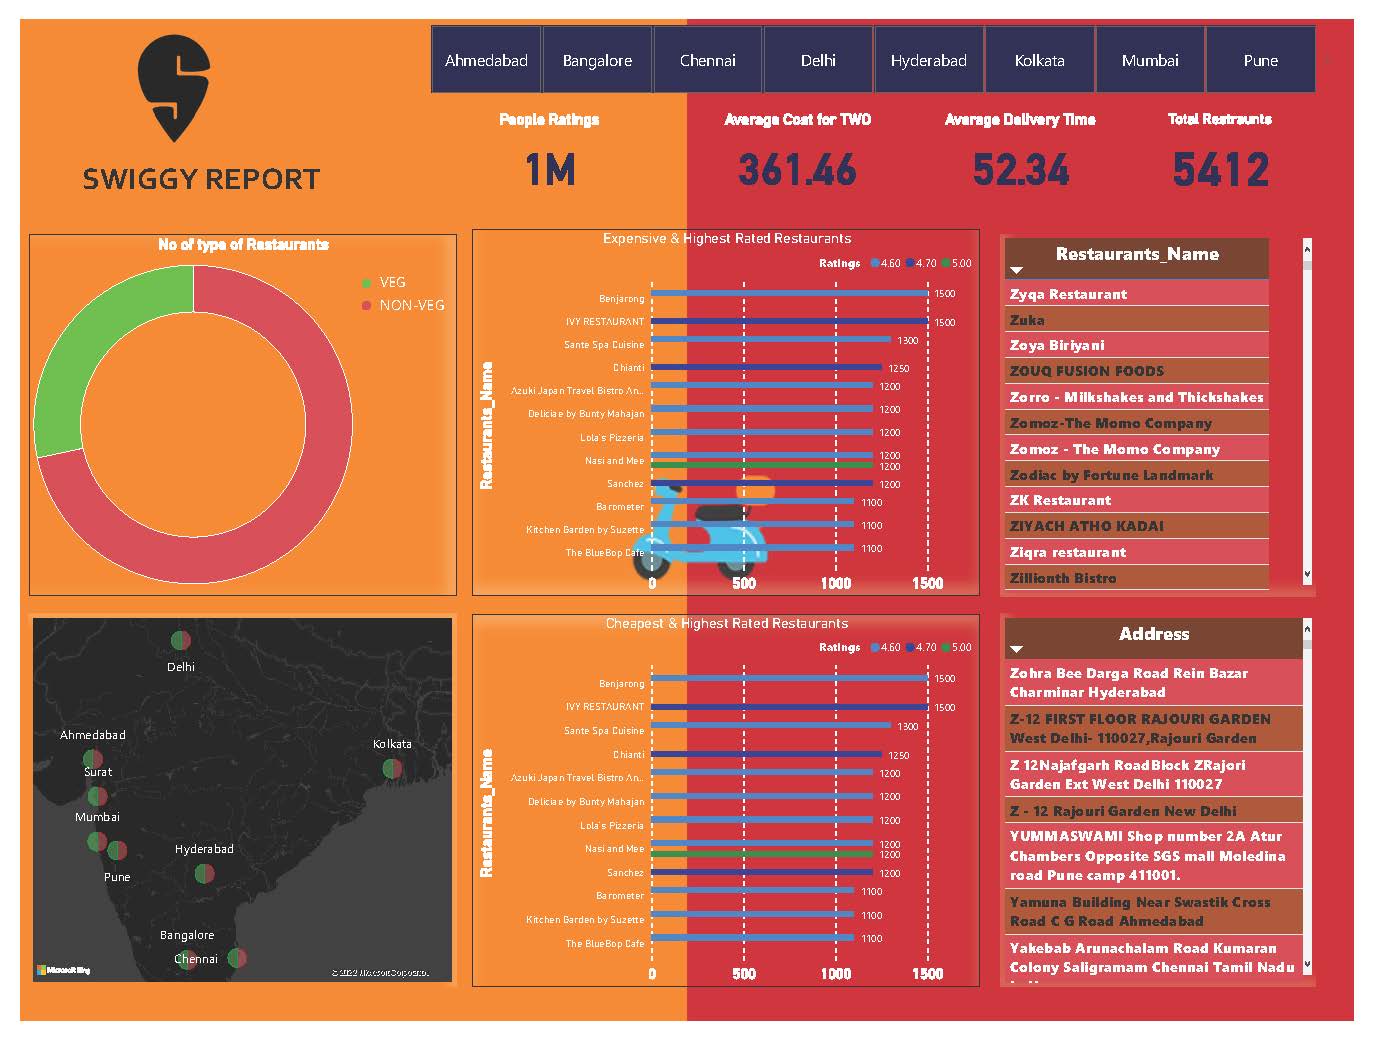 Ahmedabad
Bangalore
Chennai
Delhi
Hyderabad
Kolkata
Mumbai
Pune
SWIGGY REPORT
People Ratings
1M
Average Cost for TWO
361.46
Average Delivery Time
52.34
Total Restraunts
5412
No of type of Restaurants
VEG
NON-VEG
Expensive & Highest Rated Restaurants
Ratings 4.60 4.70 5.00
Restaurants_Name
Benjarong 1500
IVY RESTAURANT 1500
Sante Spa Cuisine 1300
Chianti 1250
Azuki Japan Travel Bistro An... 1200
Deliciae by Bunty Mahajan 1200
Lola's Pizzeria 1200
Nasi and Mee 1200
1200
Sanchez 1200
Barometer 1100
Kitchen Garden by Suzette 1100
The BlueBop Cafe 1100
0 500 1000 1500
Restaurants_Name
Zyqa Restaurant
Zuka
Zoya Biriyani
ZOUQ FUSION FOODS
Zorro - Milkshakes and Thickshakes
Zomoz-The Momo Company
Zomoz - The Momo Company
Zodiac by Fortune Landmark
ZK Restaurant
ZIYACH ATHO KADAI
Ziqra restaurant
Zillionth Bistro
Delhi
Ahmedabad
Surat
Kolkata
Mumbai
Pune
Hyderabad
Bangalore
Chennai
Microsoft Bing
© 2022 Microsoft Corporation
Cheapest & Highest Rated Restaurants
Ratings 4.60 4.70 5.00
Restaurants_Name
Benjarong 1500
IVY RESTAURANT 1500
Sante Spa Cuisine 1300
Chianti 1250
Azuki Japan Travel Bistro An... 1200
Deliciae by Bunty Mahajan 1200
Lola's Pizzeria 1200
Nasi and Mee 1200
1200
Sanchez 1200
Barometer 1100
Kitchen Garden by Suzette 1100
The BlueBop Cafe 1100
0 500 1000 1500
Address
Zohra Bee Darga Road Rein Bazar
Charminar Hyderabad
Z-12 FIRST FLOOR RAJOURI GARDEN
West Delhi- 110027,Rajouri Garden
Z 12Najafgarh RoadBlock ZRajori
Garden Ext West Delhi 110027
Z - 12 Rajouri Garden New Delhi
YUMMASWAMI Shop number 2A Atur
Chambers Opposite SGS mall Moledina
road Pune camp 411001.
Yamuna Building Near Swastik Cross
Road C G Road Ahmedabad
Yakebab Arunachalam Road Kumaran
Colony Saligramam Chennai Tamil Nadu